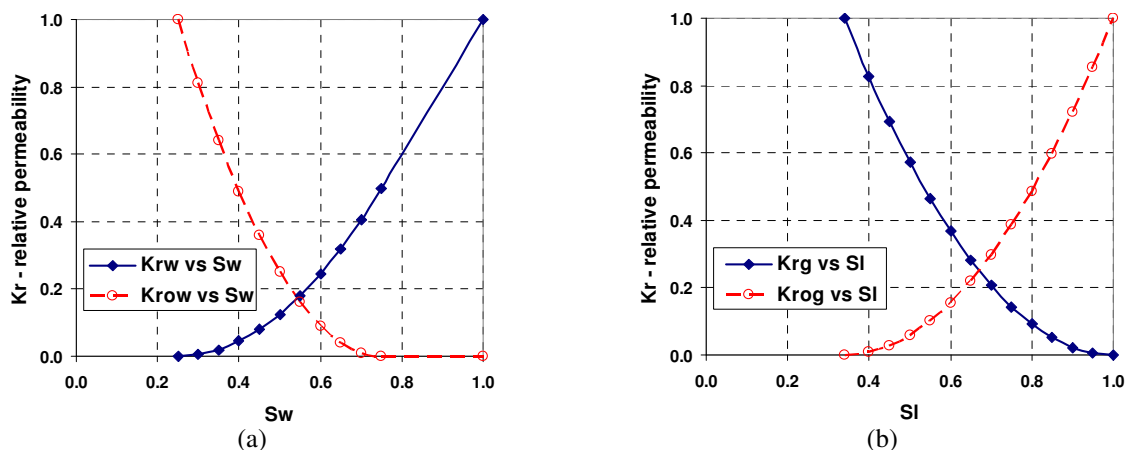 Kr - relative permeability
1.0
0.8
0.6
0.4
0.2
0.0
0.0 0.2 0.4 0.6 0.8 1.0
Krw vs Sw
Krow vs Sw
Sw
(a)
Kr - relative permeability
1.0
0.8
0.6
0.4
0.2
0.0
0.0 0.2 0.4 0.6 0.8 1.0
Krg vs Sl
Krog vs Sl
Sl
(b)